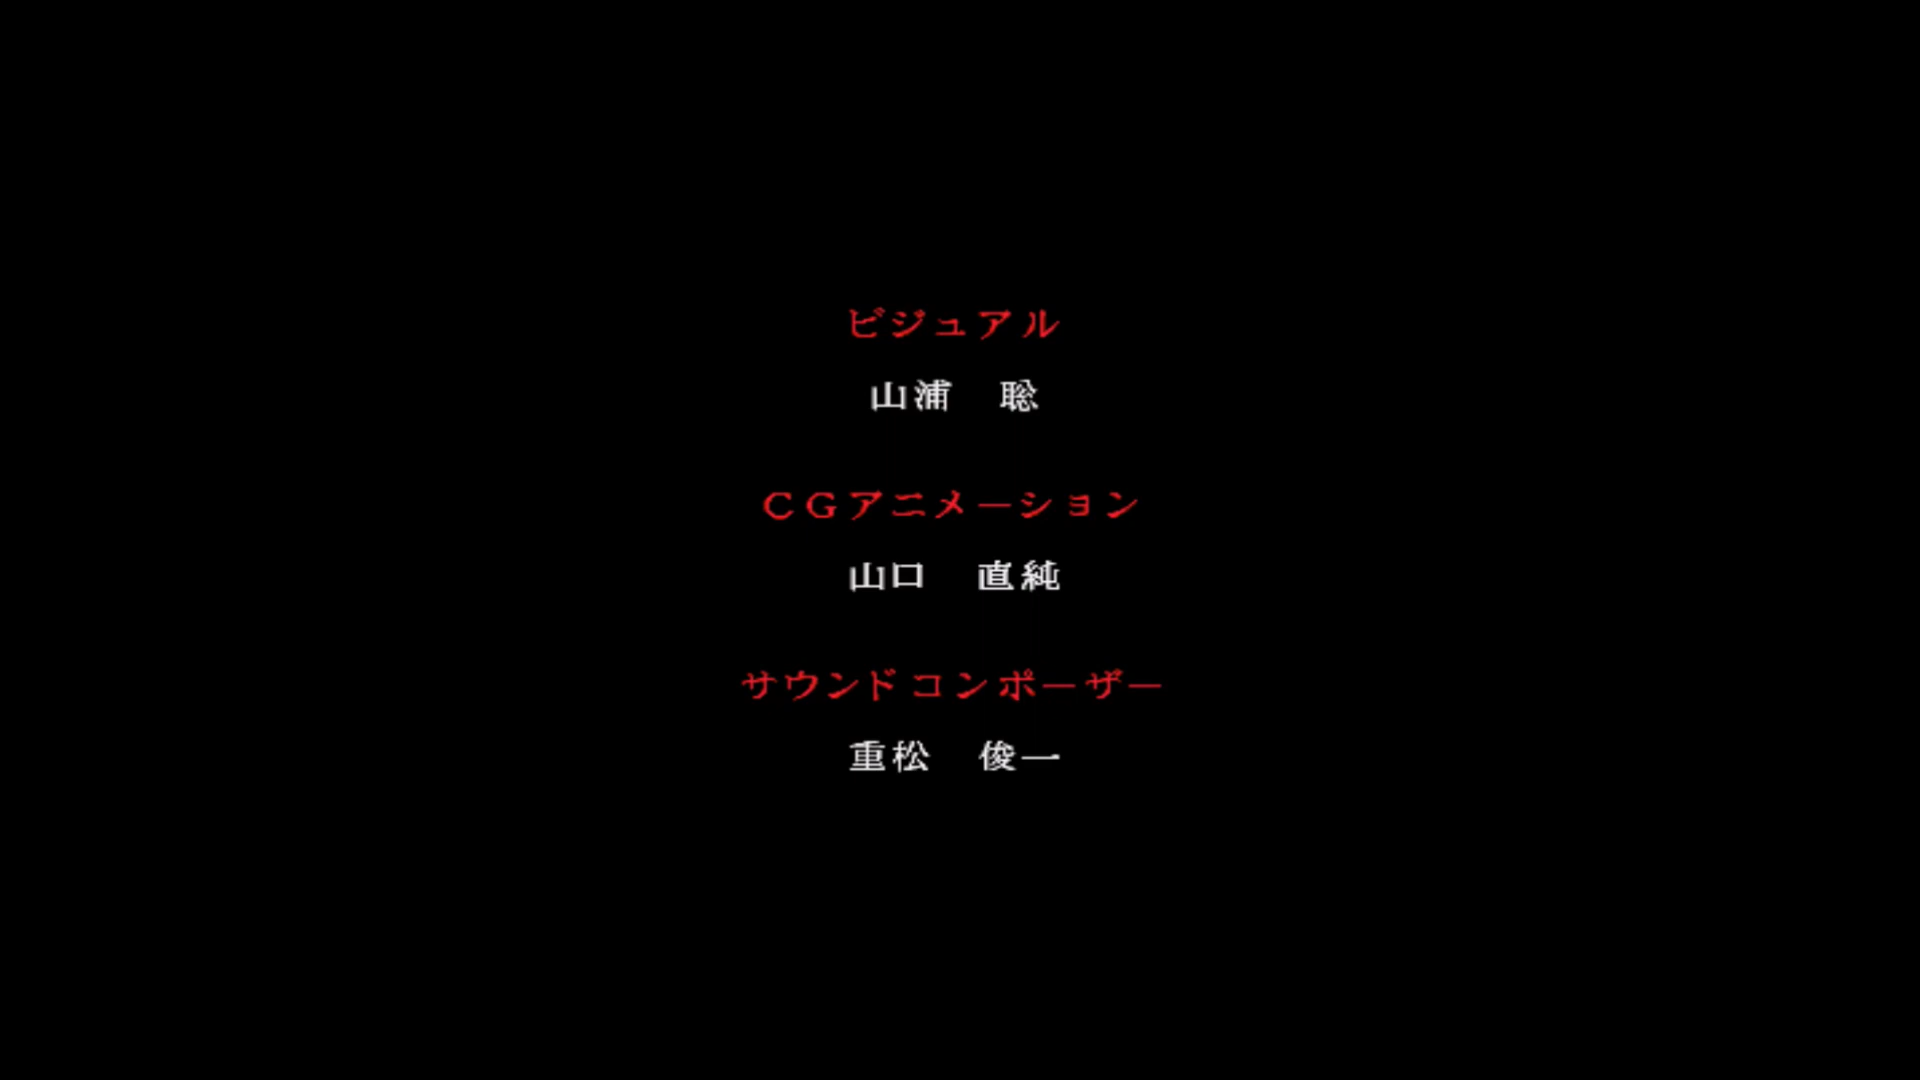 ビジュアル
山浦　聡
ＣＧアニメーション
山口　直純
サウンドコンポーザー
重松　俊一